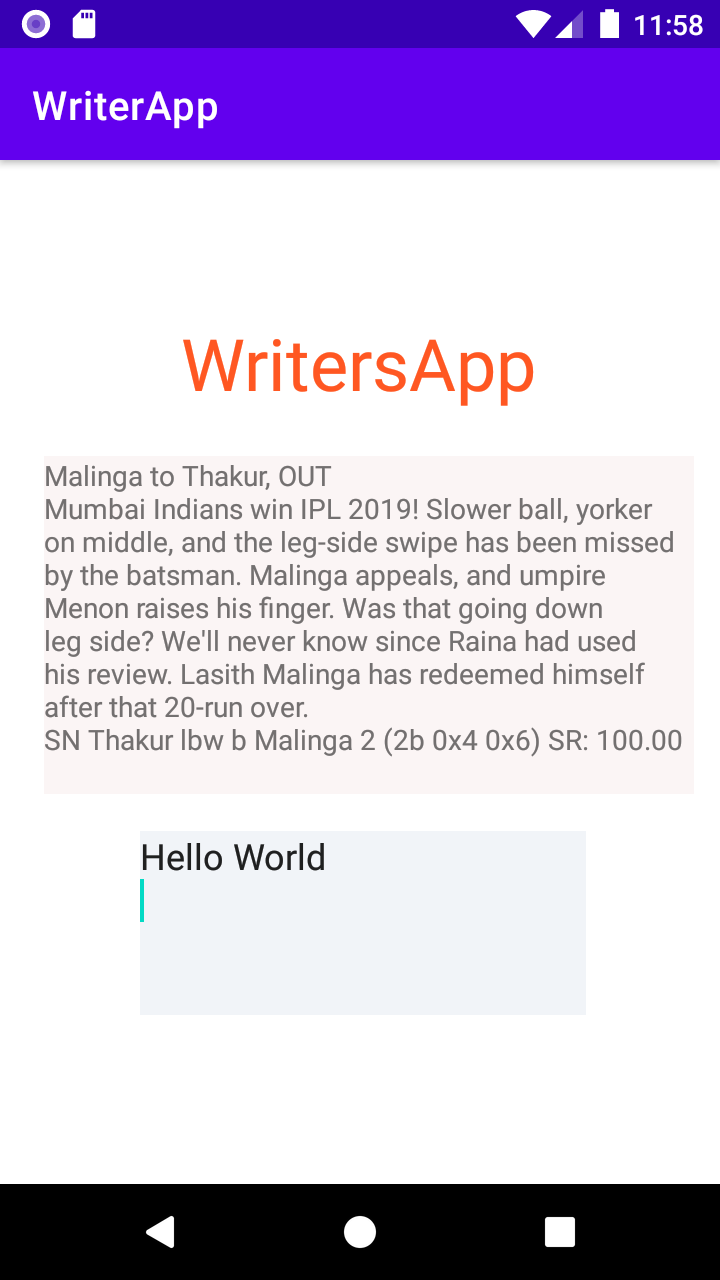 11:58
WriterApp
WritersApp
Malinga to Thakur, OUT
Mumbai Indians win IPL 2019! Slower ball, yorker
on middle, and the leg-side swipe has been missed
by the batsman. Malinga appeals, and umpire
Menon raises his finger. Was that going down
leg side? We'll never know since Raina had used
his review. Lasith Malinga has redeemed himself
after that 20-run over.
SN Thakur lbw b Malinga 2 (2b 0x4 0x6) SR: 100.00
Hello World